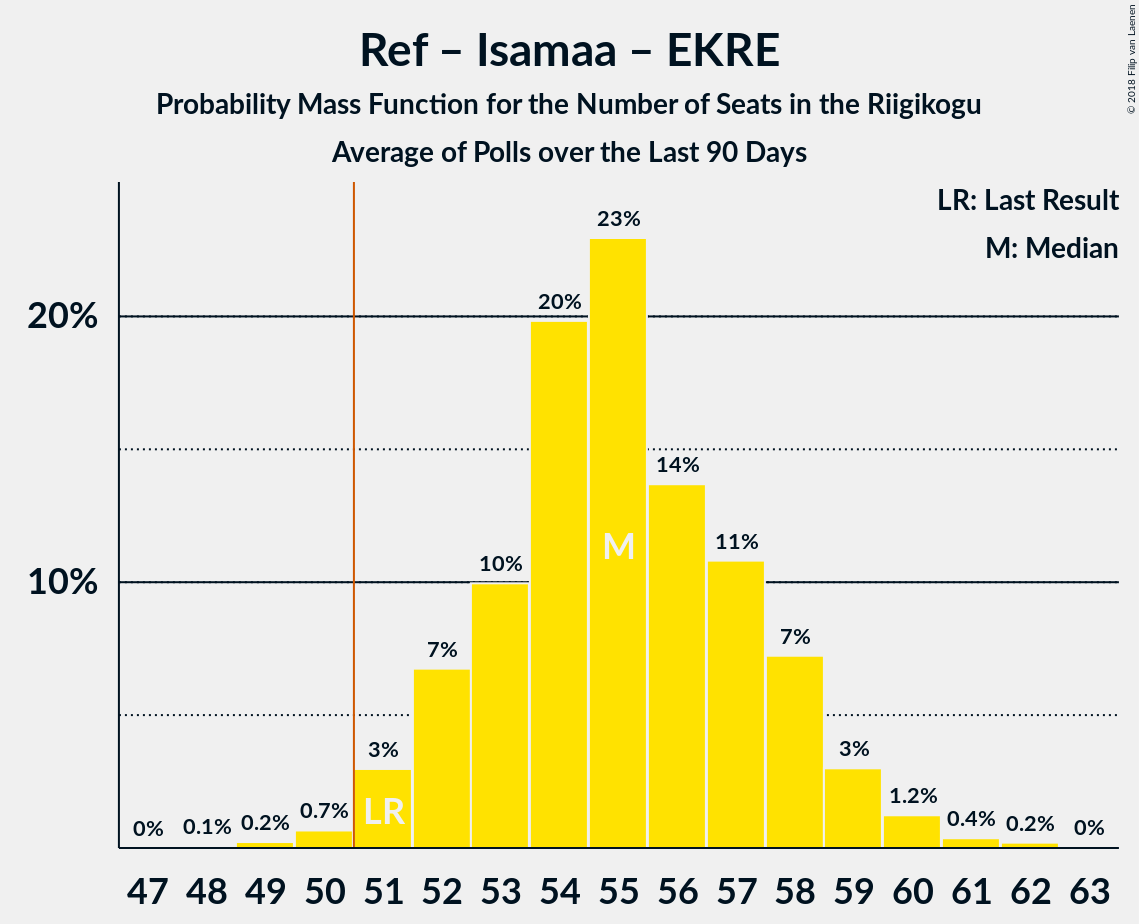 Ref – Isamaa – EKRE
Probability Mass Function for the Number of Seats in the Riigikogu
Average of Polls over the Last 90 Days
© 2018 Filip van Laenen
LR: Last Result
M: Median
20%
10%
0%
0.1%
0.2%
0.7%
3%
7%
10%
20%
23%
14%
11%
7%
3%
1.2%
0.4%
0.2%
0%
LR
M
47 48 49 50 51 52 53 54 55 56 57 58 59 60 61 62 63